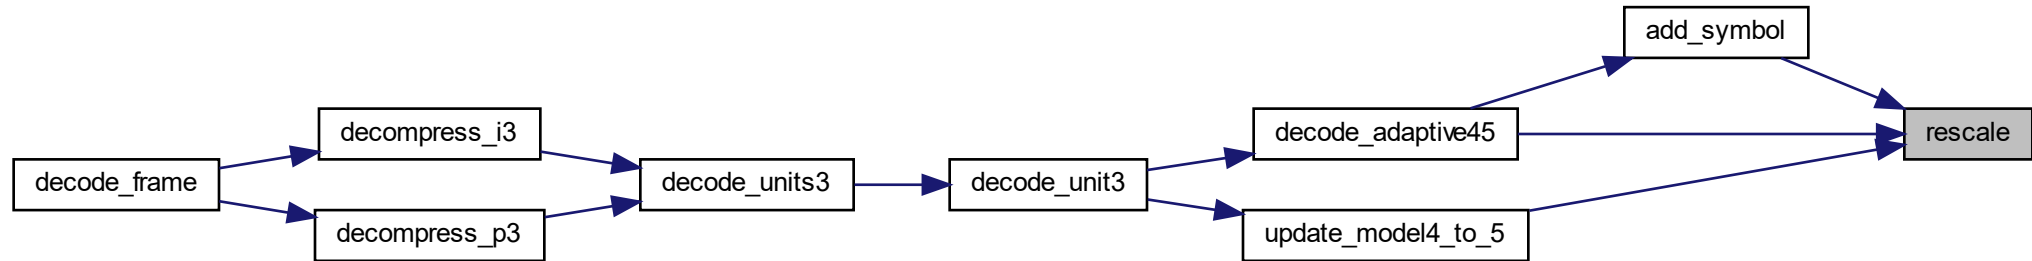 add_symbol
decompress_i3
decode_adaptive45
rescale
decode_frame
decode_units3
decode_unit3
decompress_p3
update_model4_to_5